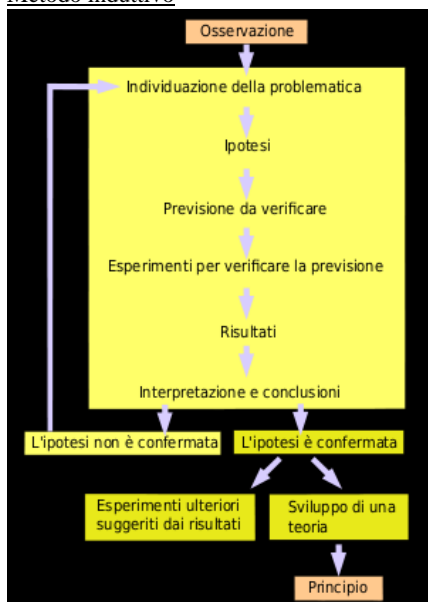 Metodo induttivo
Osservazione
Individuazione della problematica
Ipotesi
Previsione da verificare
Esperimenti per verificare la previsione
Risultati
Interpretazione e conclusioni
L'ipotesi non è confermata
L'ipotesi è confermata
Esperimenti ulteriori
suggeriti dai risultati
Sviluppo di una
teoria
Principio